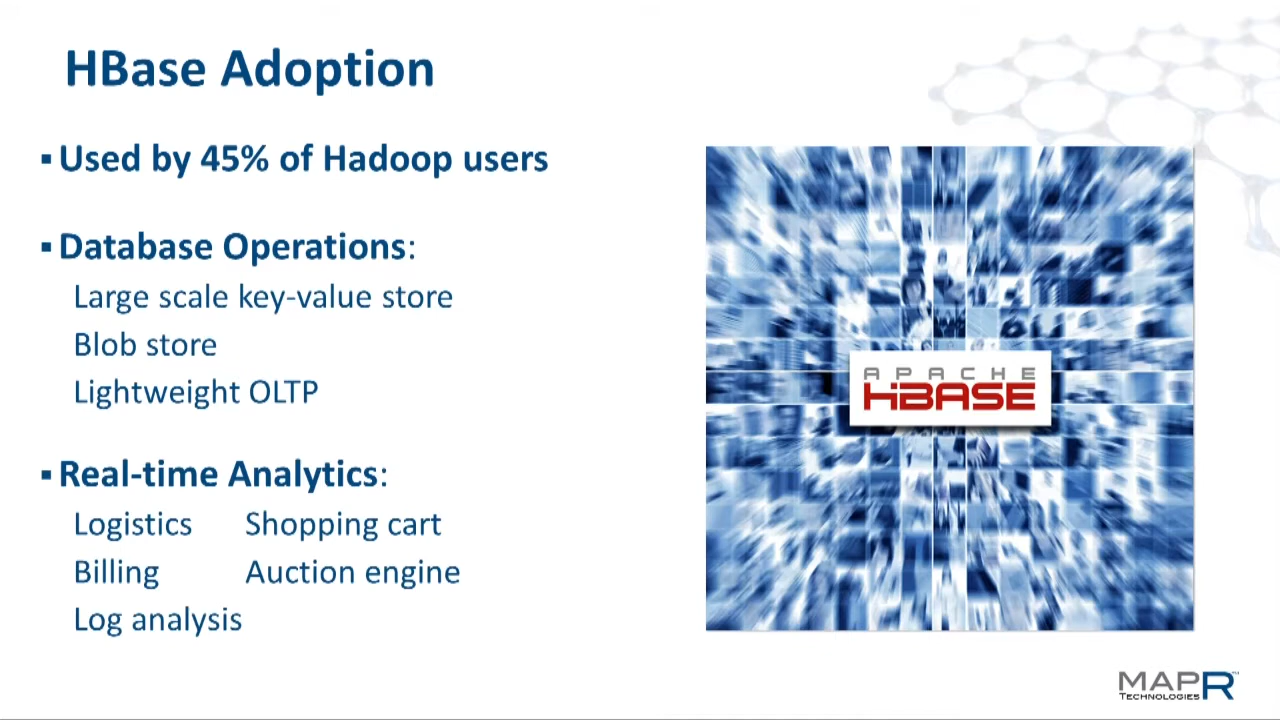 HBase Adoption
▪ Used by 45% of Hadoop users
▪ Database Operations:
Large scale key-value store
Blob store
Lightweight OLTP
▪ Real-time Analytics:
Logistics Shopping cart
Billing Auction engine
Log analysis
APACHE
HBASE
MAPR™
TECHNOLOGIES